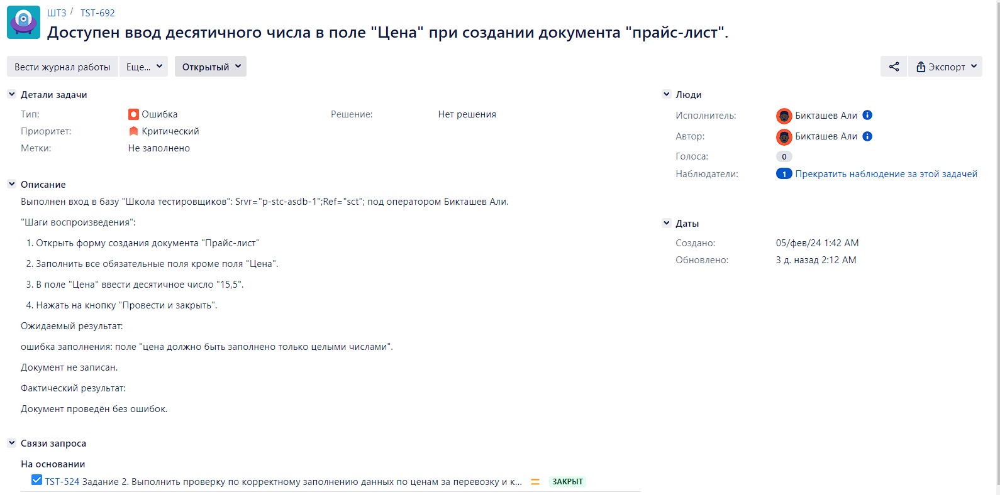 ШТ3 / TST-692
Доступен ввод десятичного числа в поле "Цена" при создании документа "прайс-лист".
Вести журнал работы Еще... Открытый Экспорт
Детали задачи
Тип: Ошибка Решение: Нет решения
Приоритет: Критический
Метки: Не заполнено
Описание
Выполнен вход в базу "Школа тестировщиков": Srvr="p-stc-asdb-1";Ref="sct"; под оператором Бикташев Али.
"Шаги воспроизведения":
1. Открыть форму создания документа "Прайс-лист"
2. Заполнить все обязательные поля кроме поля "Цена".
3. В поле "Цена" ввести десятичное число "15,5".
4. Нажать на кнопку "Провести и закрыть".
Ожидаемый результат:
ошибка заполнения: поле "цена должно быть заполнено только целыми числами".
Документ не записан.
Фактический результат:
Документ проведён без ошибок.
Связи запроса
На основании
TST-524 Задание 2. Выполнить проверку по корректному заполнению данных по ценам за перевозку и к... ЗАКРЫТ
Люди
Исполнитель: Бикташев Али
Автор: Бикташев Али
Голоса: 0
Наблюдатели: 1 Прекратить наблюдение за этой задачей
Даты
Создано: 05/фев/24 1:42 AM
Обновлено: 3 д. назад 2:12 AM